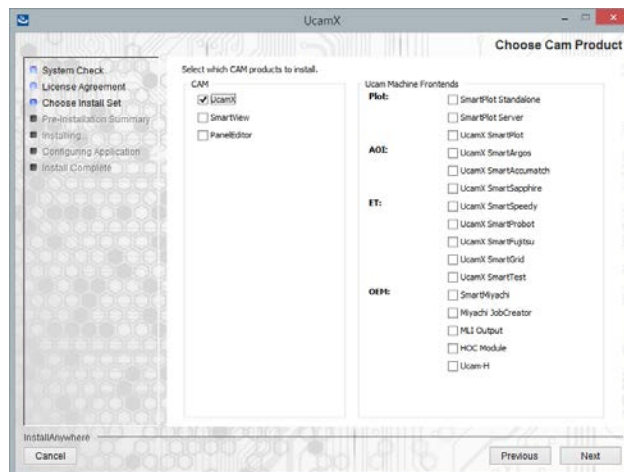 UcamX
Choose Cam Product
System Check
License Agreement
Choose Install Set
Pre-Installation Summary
Installing...
Configuring Application
Install Complete
Select which CAM products to install.
CAM
UcamX
SmartView
PanelEditor
Ucam Machine Frontends
Plot:
SmartPlot Standalone
SmartPlot Server
UcamX SmartPlot
AOI:
UcamX SmartArgos
UcamX SmartAccumatch
UcamX SmartSapphire
ET:
UcamX SmartSpeedy
UcamX SmartProbot
UcamX SmartFujitsu
UcamX SmartGrid
UcamX SmartTest
OEM:
SmartMiyachi
Miyachi JobCreator
MLI Output
HOC Module
Ucam-H
InstallAnywhere
Cancel
Previous
Next